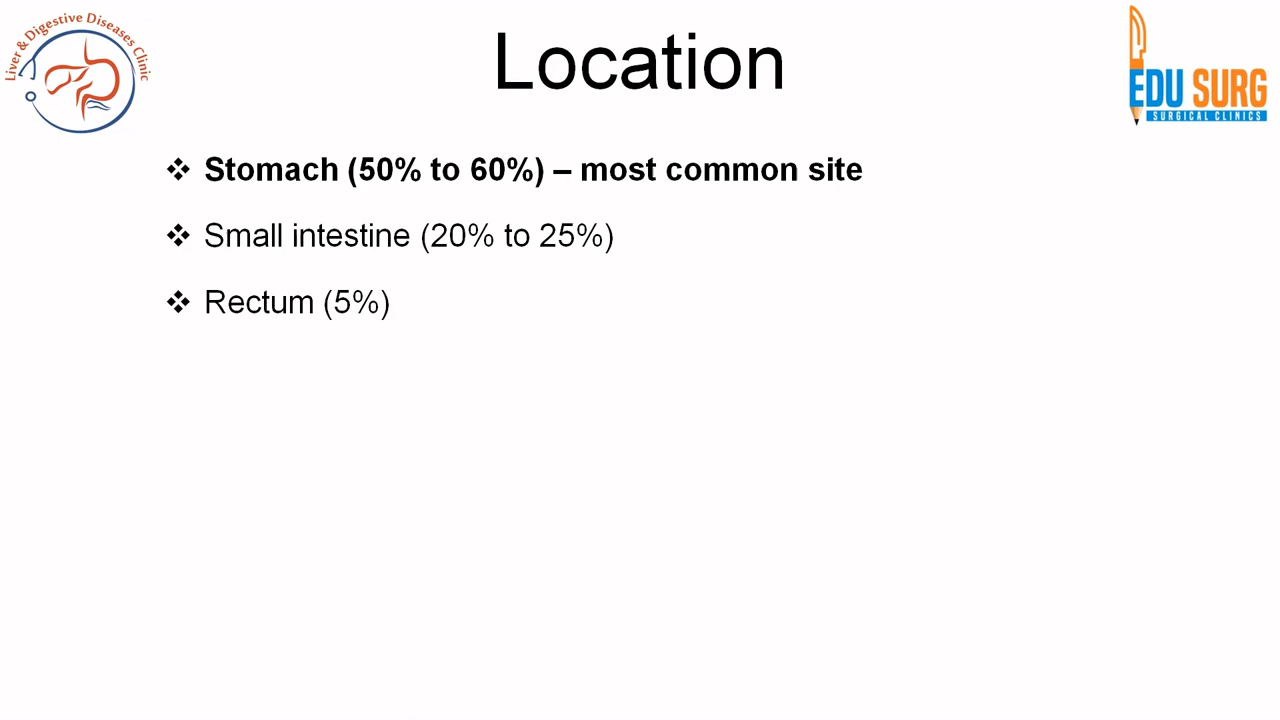 Liver & Digestive Diseases Clinic
Location
EDU SURG
SURGICAL CLINICS
❖ Stomach (50% to 60%) – most common site
❖ Small intestine (20% to 25%)
❖ Rectum (5%)